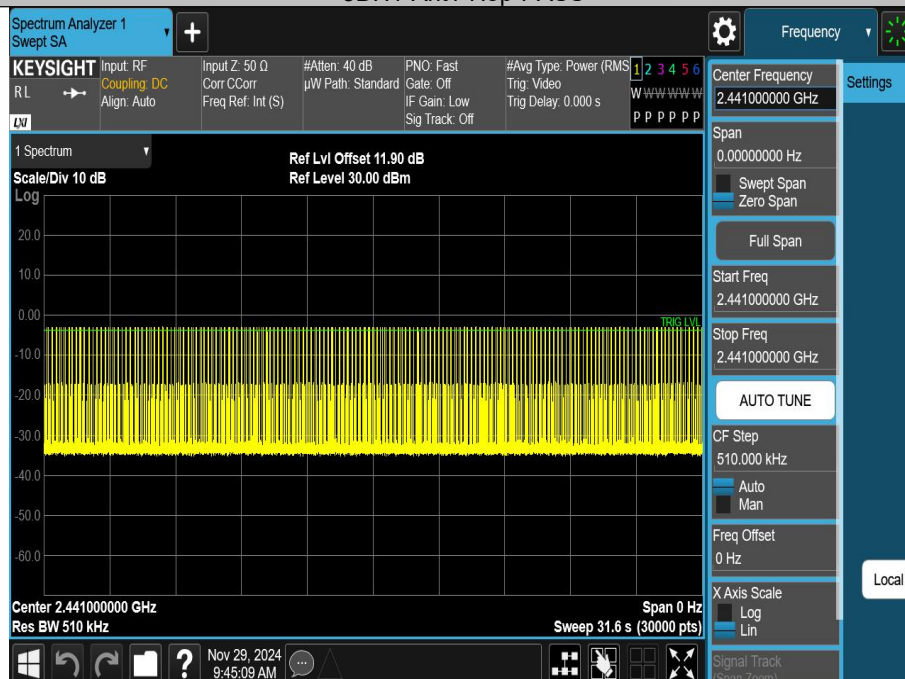 Spectrum Analyzer 1
Swept SA
Frequency
KEYSIGHT
RL
LXI
Input: RF
Coupling: DC
Align: Auto
Input Z: 50 Ω
Corr CCorr
Freq Ref: Int (S)
#Atten: 40 dB
µW Path: Standard
PNO: Fast
Gate: Off
IF Gain: Low
Sig Track: Off
#Avg Type: Power (RMS
Trig: Video
Trig Delay: 0.000 s
1 2 3 4 5 6
W W W W W W
P P P P P P
1 Spectrum
Scale/Div 10 dB
Log
Ref Lvl Offset 11.90 dB
Ref Level 30.00 dBm
20.0
10.0
0.00
TRIG LVL
-10.0
-20.0
-30.0
-40.0
-50.0
-60.0
Center 2.441000000 GHz
Res BW 510 kHz
Span 0 Hz
Sweep 31.6 s (30000 pts)
Center Frequency
2.441000000 GHz
Settings
Span
0.00000000 Hz
Swept Span
Zero Span
Full Span
Start Freq
2.441000000 GHz
Stop Freq
2.441000000 GHz
AUTO TUNE
CF Step
510.000 kHz
Auto
Man
Freq Offset
0 Hz
Local
X Axis Scale
Log
Lin
Signal Track
(Span Zoom)
?
Nov 29, 2024
9:45:09 AM